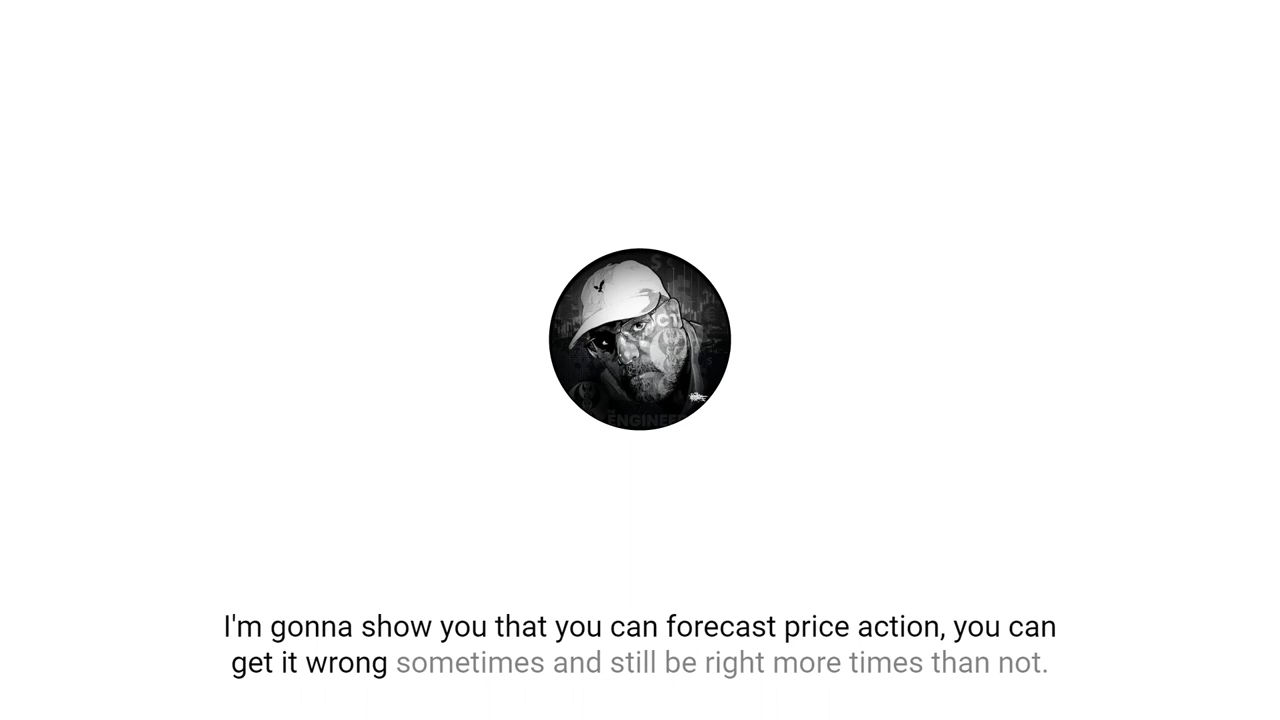 ENGINEE
I'm gonna show you that you can forecast price action, you can
get it wrong sometimes and still be right more times than not.